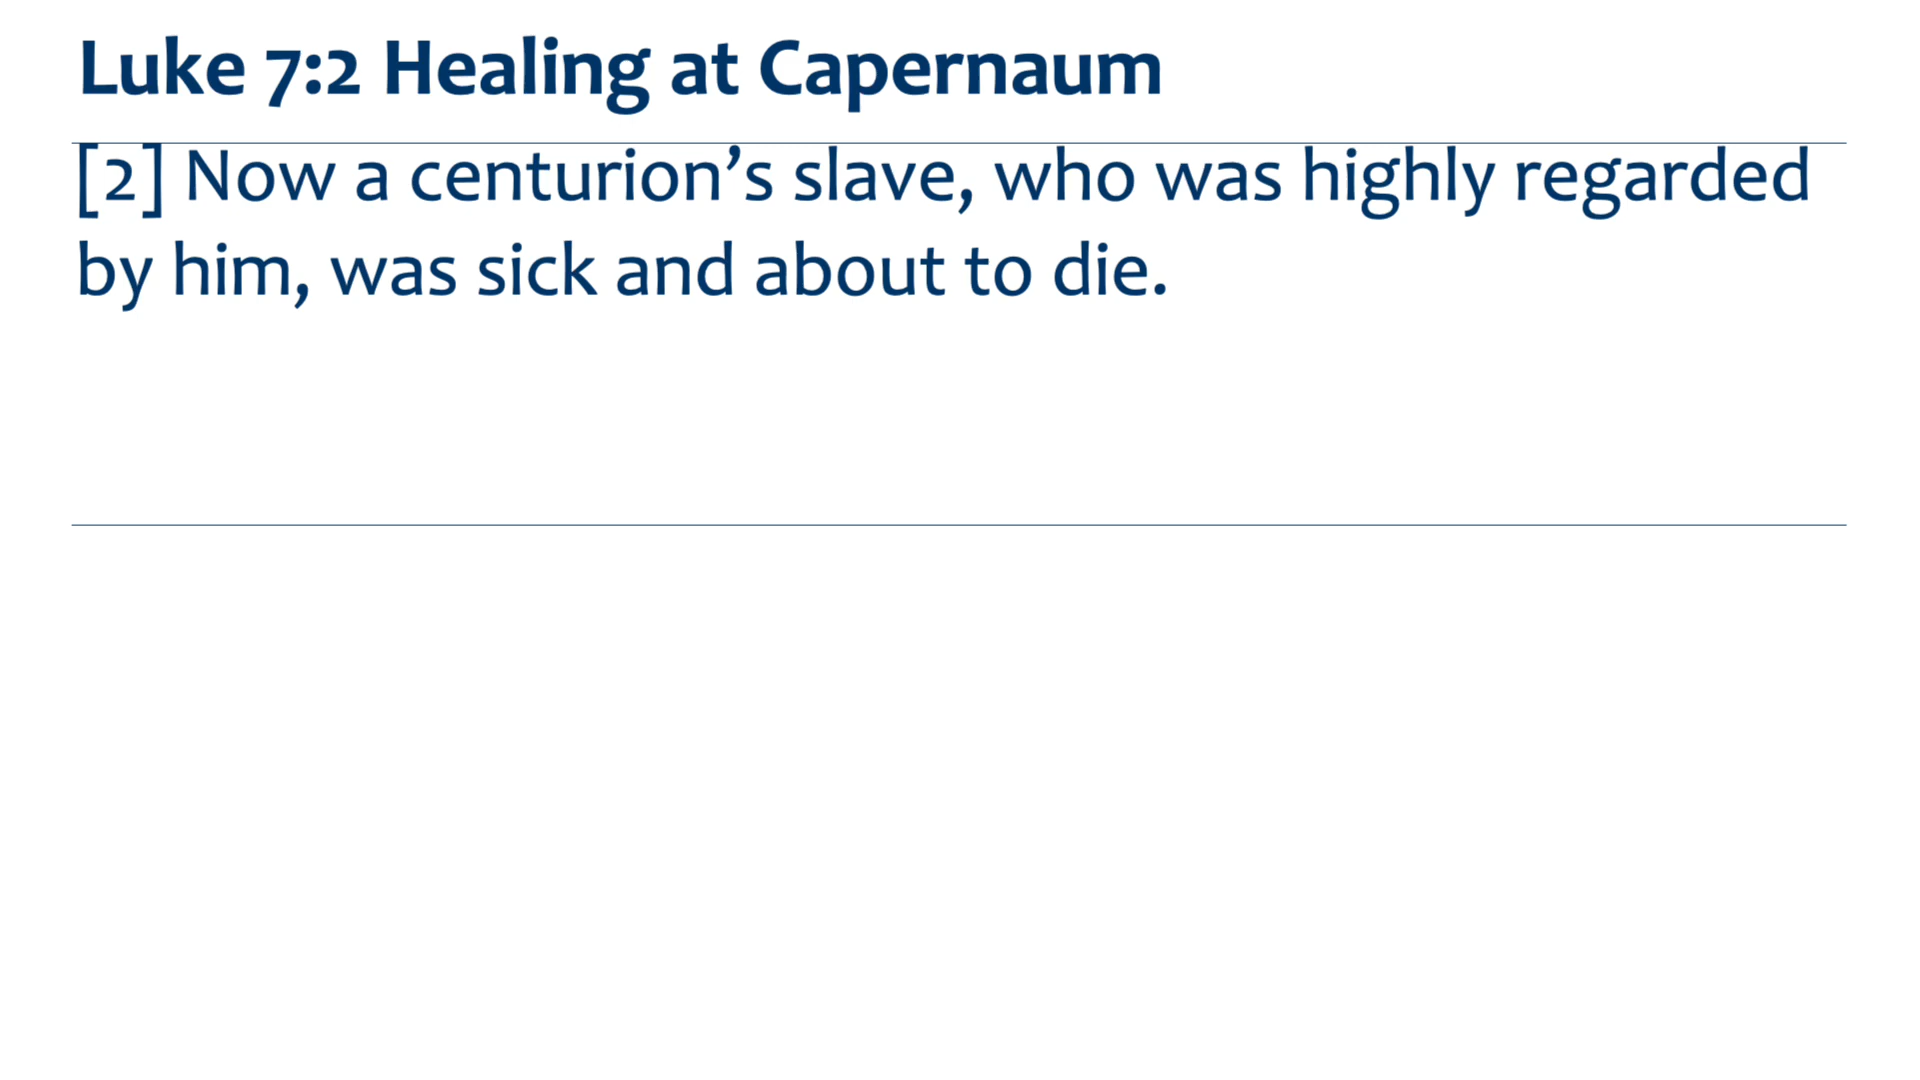 Luke 7:2 Healing at Capernaum
[2] Now a centurion’s slave, who was highly regarded
by him, was sick and about to die.